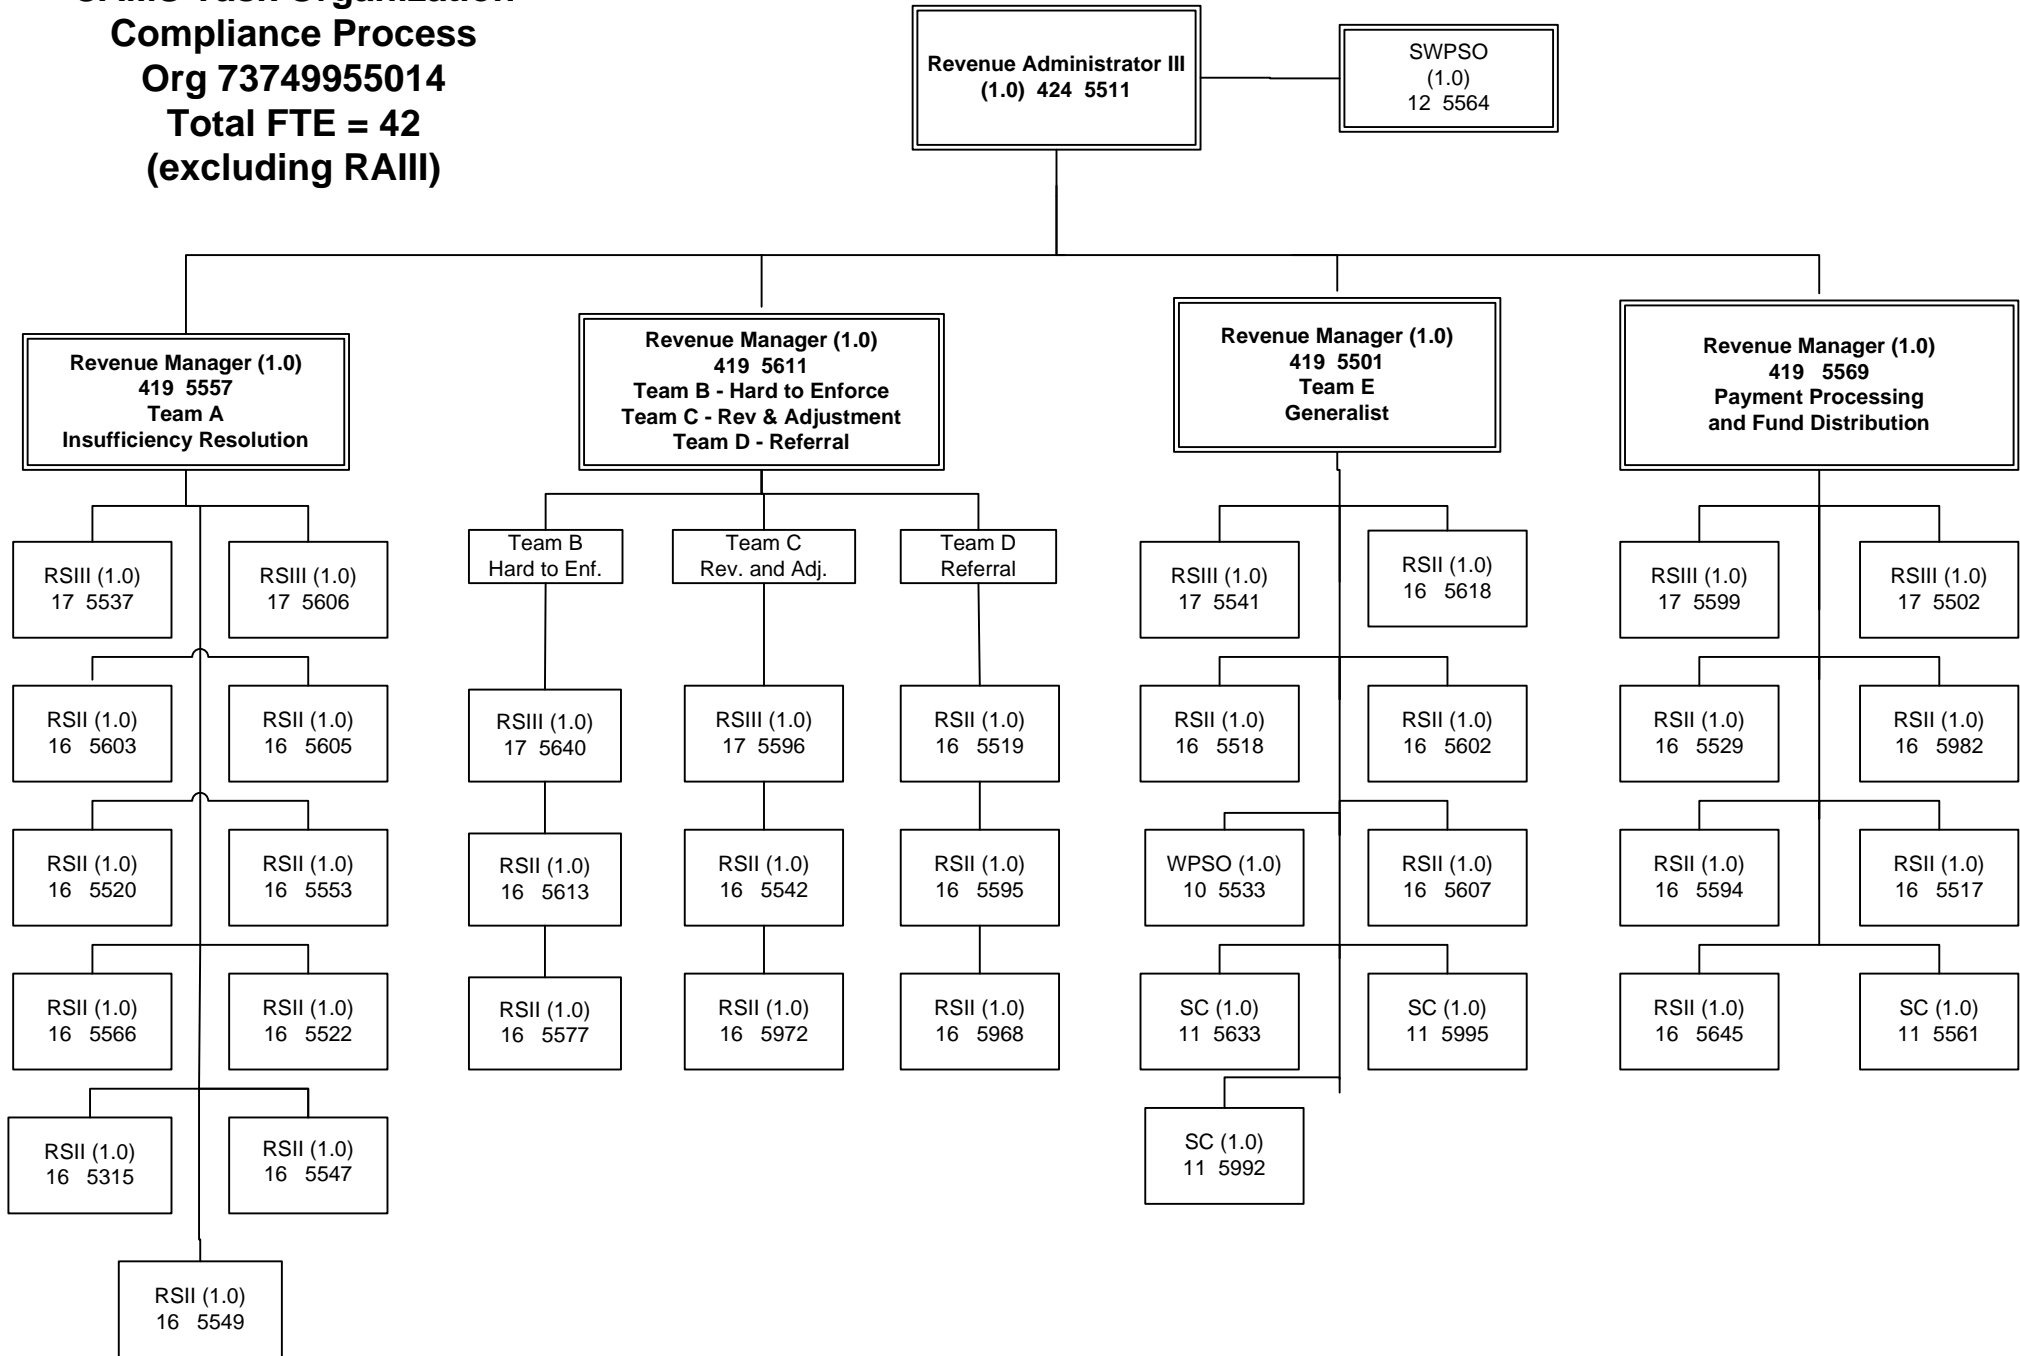 Compliance Process
Org 73749955014
Total FTE = 42
(excluding RAIII)
Revenue Administrator III
(1.0) 424 5511
SWPSO
(1.0)
12 5564
Revenue Manager (1.0)
419 5557
Team A
Insufficiency Resolution
Revenue Manager (1.0)
419 5611
Team B - Hard to Enforce
Team C - Rev & Adjustment
Team D - Referral
Revenue Manager (1.0)
419 5501
Team E
Generalist
Revenue Manager (1.0)
419 5569
Payment Processing
and Fund Distribution
RSIII (1.0)
17 5537
RSIII (1.0)
17 5606
RSII (1.0)
16 5603
RSII (1.0)
16 5605
RSII (1.0)
16 5520
RSII (1.0)
16 5553
RSII (1.0)
16 5566
RSII (1.0)
16 5522
RSII (1.0)
16 5315
RSII (1.0)
16 5547
RSII (1.0)
16 5549
Team B
Hard to Enf.
Team C
Rev. and Adj.
Team D
Referral
RSIII (1.0)
17 5640
RSIII (1.0)
17 5596
RSII (1.0)
16 5519
RSII (1.0)
16 5613
RSII (1.0)
16 5542
RSII (1.0)
16 5595
RSII (1.0)
16 5577
RSII (1.0)
16 5972
RSII (1.0)
16 5968
RSIII (1.0)
17 5541
RSII (1.0)
16 5618
RSII (1.0)
16 5518
RSII (1.0)
16 5602
WPSO (1.0)
10 5533
RSII (1.0)
16 5607
SC (1.0)
11 5633
SC (1.0)
11 5995
SC (1.0)
11 5992
RSIII (1.0)
17 5599
RSIII (1.0)
17 5502
RSII (1.0)
16 5529
RSII (1.0)
16 5982
RSII (1.0)
16 5594
RSII (1.0)
16 5517
RSII (1.0)
16 5645
SC (1.0)
11 5561